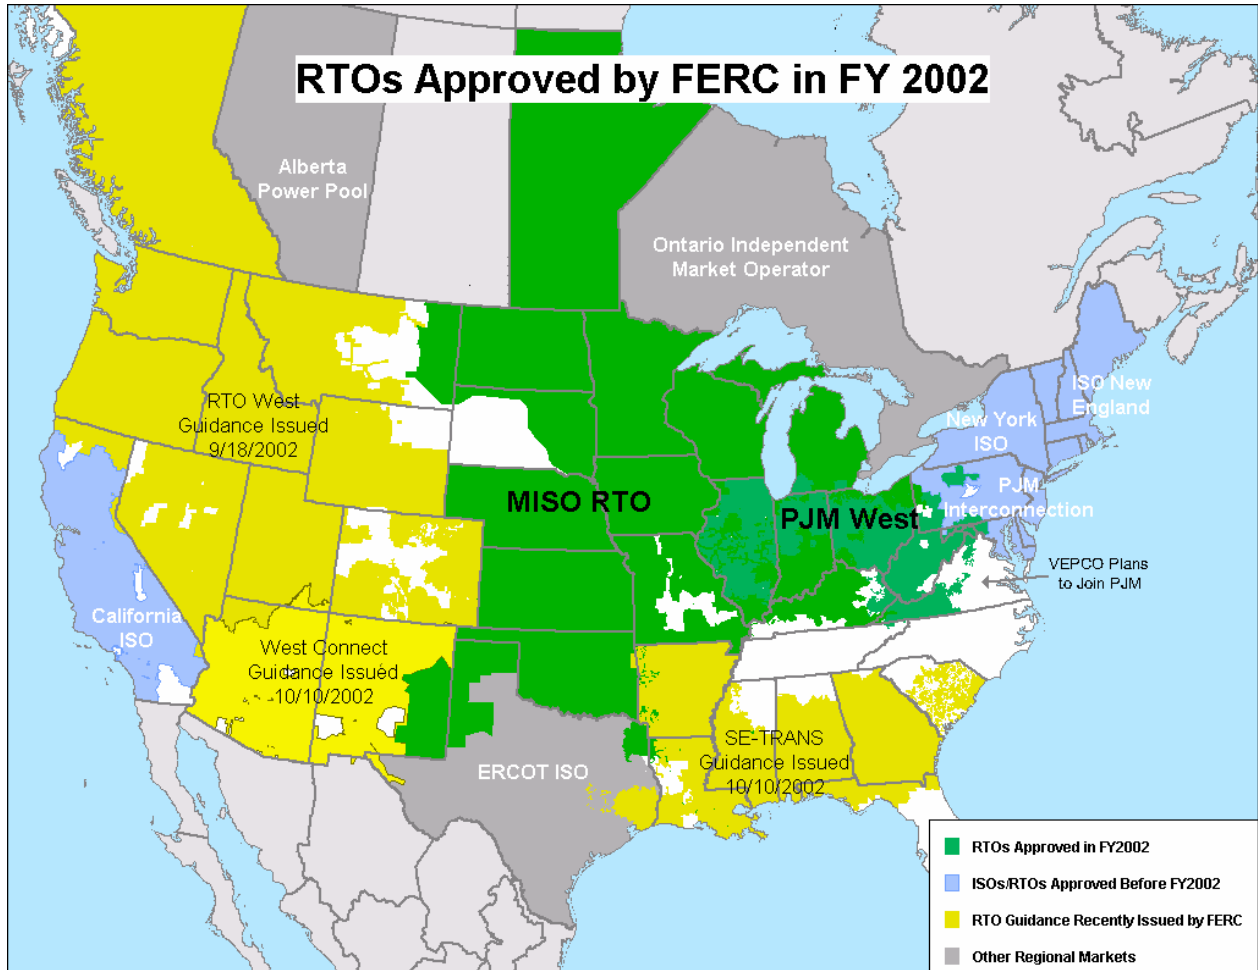 RTOs Approved by FERC in FY 2002
Alberta
Power Pool
Ontario Independent
Market Operator
RTO West
Guidance Issued
9/18/2002
ISO New
England
New York
ISO
PJM
Interconnection
MISO RTO
PJM West
VEPCO Plans
to Join PJM
California
ISO
West Connect
Guidance Issued
10/10/2002
SE-TRANS
Guidance Issued
10/10/2002
ERCOT ISO
RTOs Approved in FY2002
ISOs/RTOs Approved Before FY2002
RTO Guidance Recently Issued by FERC
Other Regional Markets